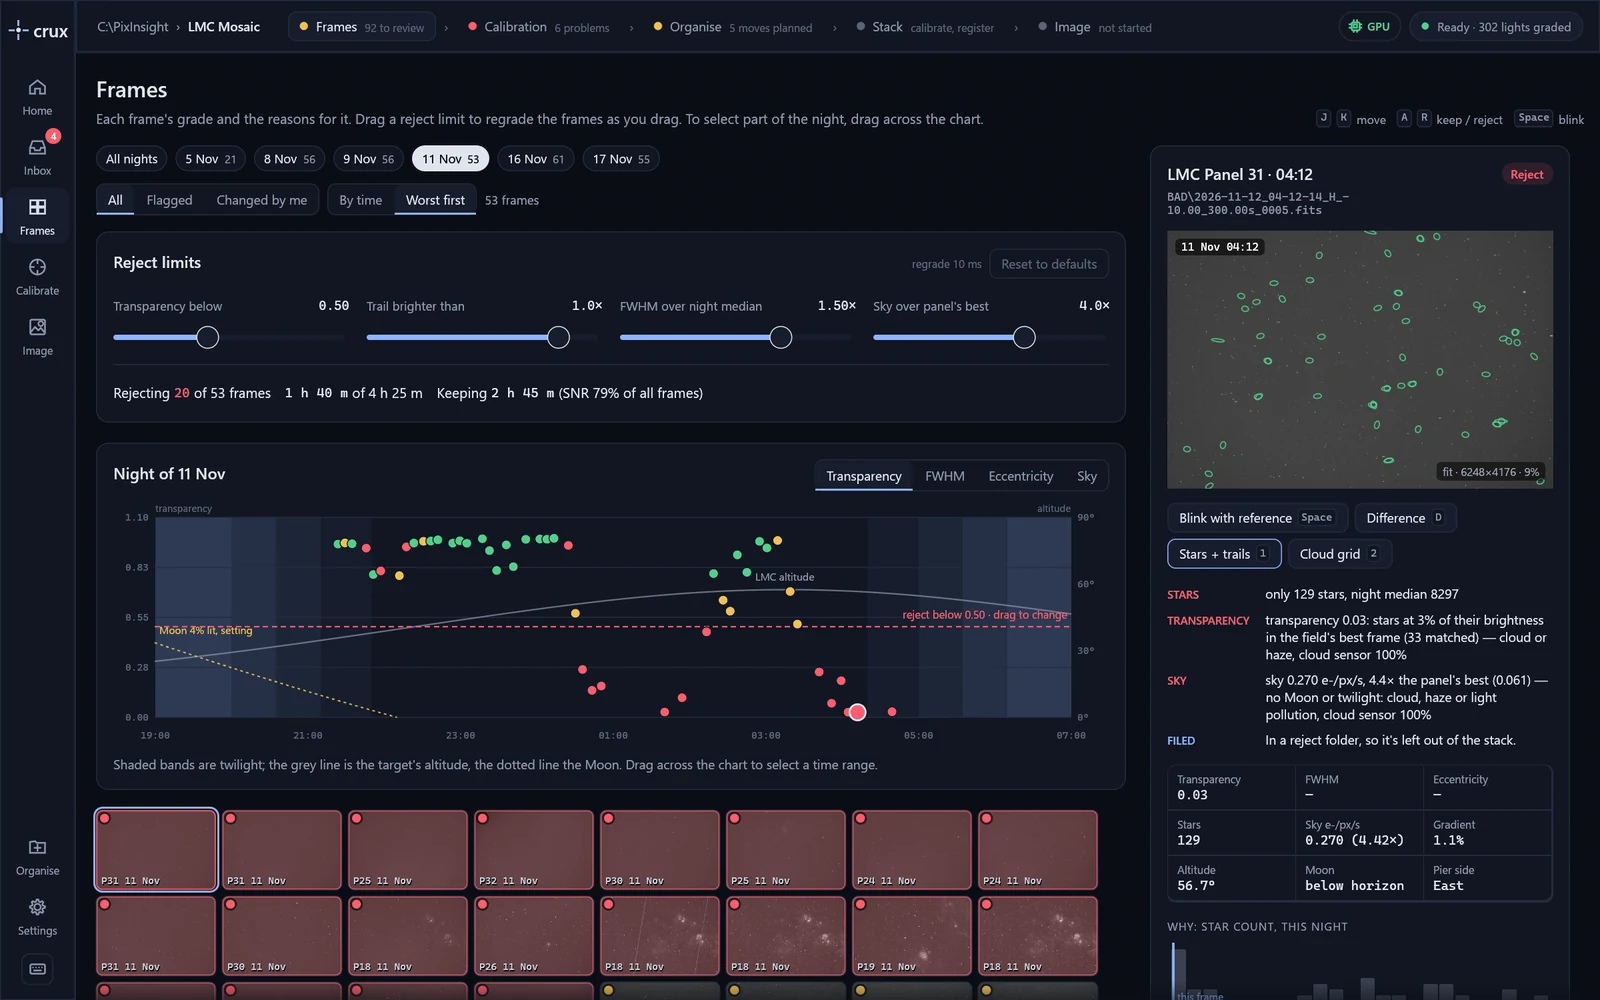 crux
C:\PixInsight › LMC Mosaic
Frames 92 to review
Calibration 6 problems
Organise 5 moves planned
Stack calibrate, register
Image not started
GPU
Ready · 302 lights graded
Home
4
Inbox
Frames
Calibrate
Image
Organise
Settings
Frames
Each frame's grade and the reasons for it. Drag a reject limit to regrade the frames as you drag. To select part of the night, drag across the chart.
J K move A R keep / reject Space blink
All nights 5 Nov 21 8 Nov 56 9 Nov 56 11 Nov 53 16 Nov 61 17 Nov 55
All Flagged Changed by me By time Worst first 53 frames
Reject limits
regrade 10 ms Reset to defaults
Transparency below 0.50
Trail brighter than 1.0×
FWHM over night median 1.50×
Sky over panel's best 4.0×
Rejecting 20 of 53 frames 1 h 40 m of 4 h 25 m Keeping 2 h 45 m (SNR 79% of all frames)
Night of 11 Nov
Transparency FWHM Eccentricity Sky
transparency altitude
1.10 90°
0.83
LMC altitude
60°
0.55
reject below 0.50 · drag to change
Moon 4% lit, setting
30°
0.28
0.00 0°
19:00 21:00 23:00 01:00 03:00 05:00 07:00
Shaded bands are twilight; the grey line is the target's altitude, the dotted line the Moon. Drag across the chart to select a time range.
P31 11 Nov P31 11 Nov P25 11 Nov P32 11 Nov P30 11 Nov P25 11 Nov P24 11 Nov P24 11 Nov
P31 11 Nov P30 11 Nov P18 11 Nov P26 11 Nov P18 11 Nov P18 11 Nov P19 11 Nov P18 11 Nov
LMC Panel 31 · 04:12
Reject
BAD\2026-11-12_04-12-14_H_-
10.00_300.00s_0005.fits
11 Nov 04:12
fit · 6248×4176 · 9%
Blink with reference Space Difference D
Stars + trails 1 Cloud grid 2
STARS only 129 stars, night median 8297
TRANSPARENCY transparency 0.03: stars at 3% of their brightness
in the field's best frame (33 matched) — cloud or
haze, cloud sensor 100%
SKY sky 0.270 e-/px/s, 4.4× the panel's best (0.061) —
no Moon or twilight: cloud, haze or light
pollution, cloud sensor 100%
FILED In a reject folder, so it's left out of the stack.
Transparency FWHM Eccentricity
0.03 — —
Stars Sky e-/px/s Gradient
129 0.270 (4.42×) 1.1%
Altitude Moon Pier side
56.7° below horizon East
WHY: STAR COUNT, THIS NIGHT
this frame